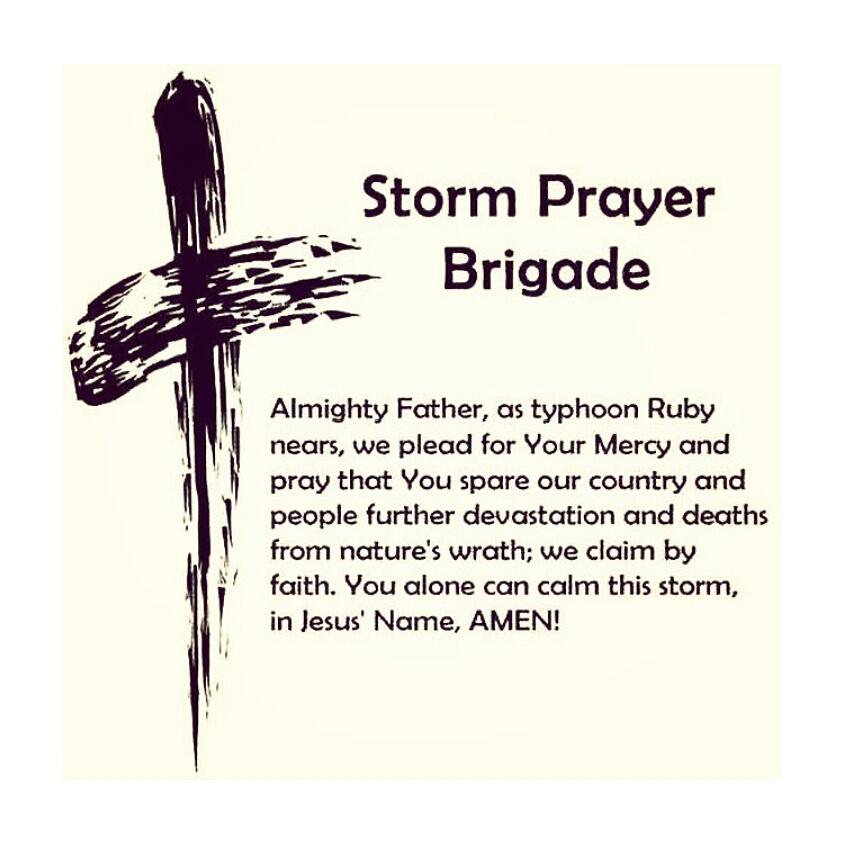 Storm Prayer
Brigade
Almighty Father, as typhoon Ruby
nears, we plead for Your Mercy and
pray that You spare our country and
people further devastation and deaths
from nature's wrath; we claim by
faith. You alone can calm this storm,
in Jesus' Name, AMEN!